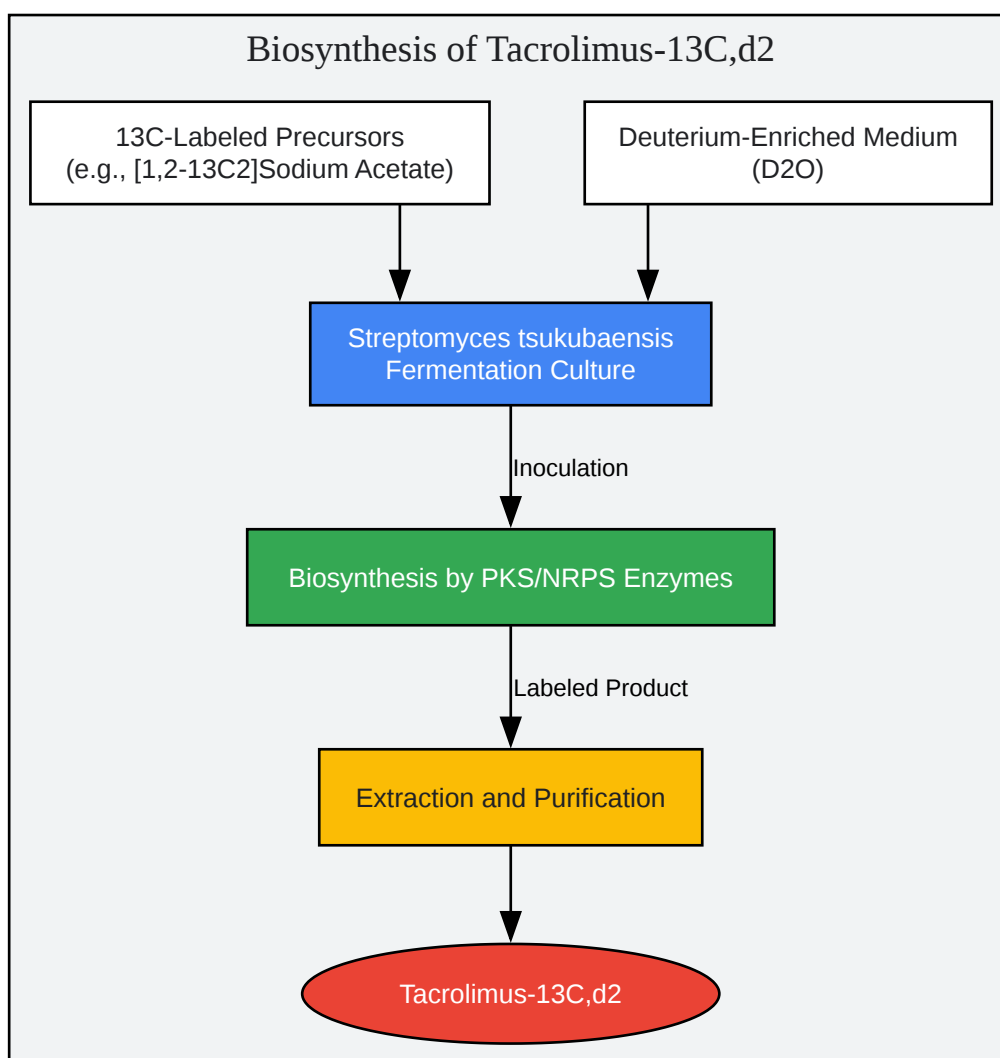 Biosynthesis of Tacrolimus-13C,d2
13C-Labeled Precursors
(e.g., [1,2-13C2]Sodium Acetate)
Deuterium-Enriched Medium
(D2O)
Streptomyces tsukubaensis
Fermentation Culture
Inoculation
Biosynthesis by PKS/NRPS Enzymes
Labeled Product
Extraction and Purification
Tacrolimus-13C,d2